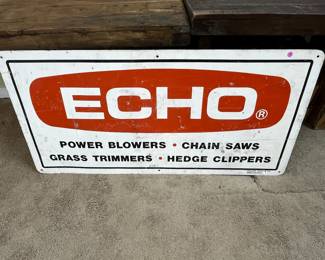 ECHO®
POWER BLOWERS • CHAIN SAWS
GRASS TRIMMERS • HEDGE CLIPPERS